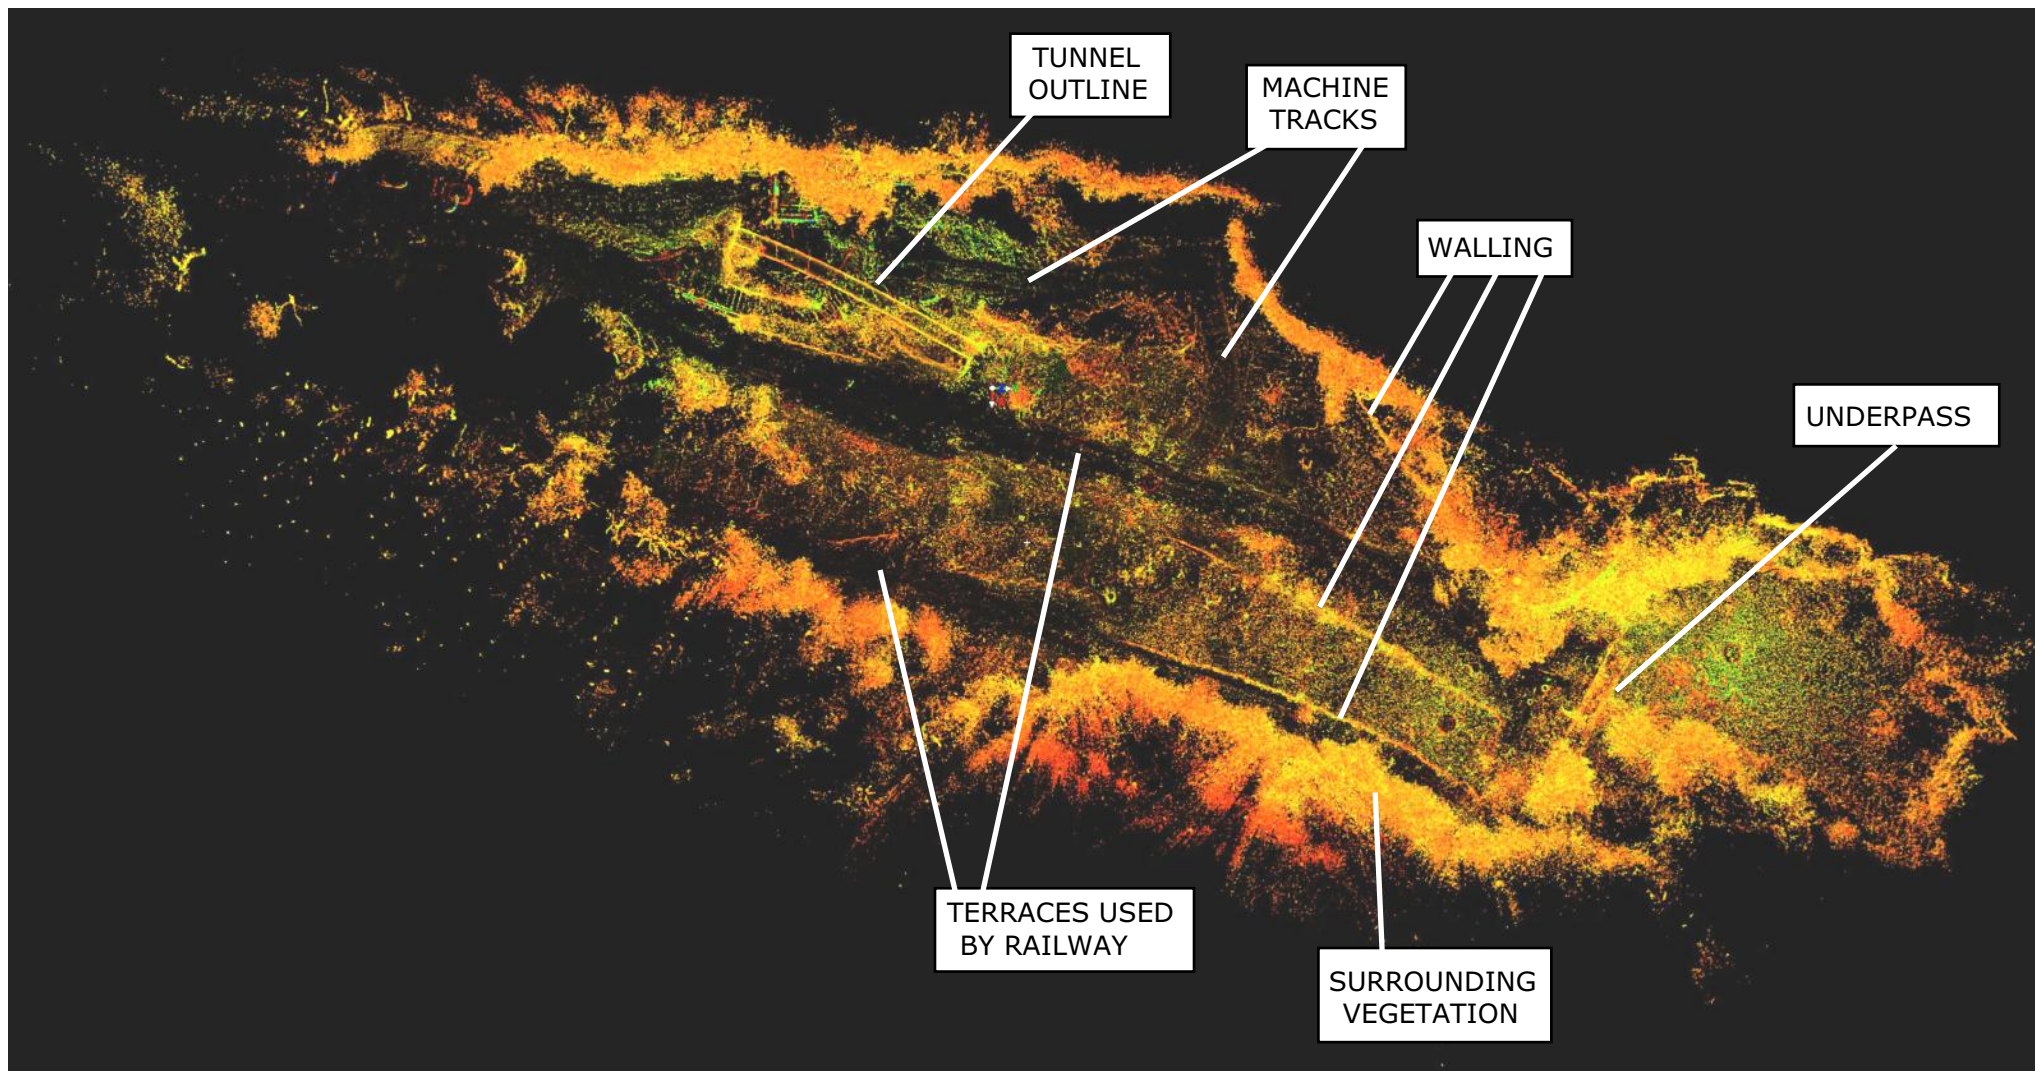 TUNNEL
OUTLINE
MACHINE
TRACKS
WALLING
UNDERPASS
TERRACES USED
BY RAILWAY
SURROUNDING
VEGETATION